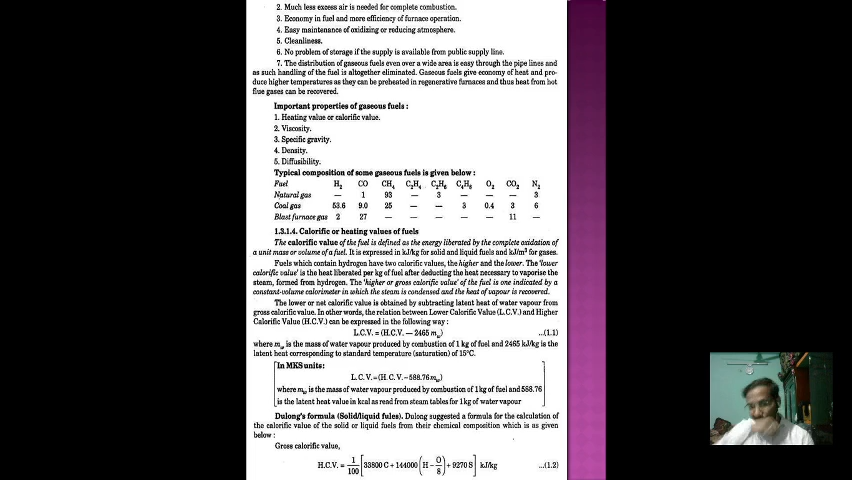 2. Much less excess air is needed for complete combustion.
3. Economy in fuel and more efficiency of furnace operation.
4. Easy maintenance of oxidizing or reducing atmosphere.
5. Cleanliness.
6. No problem of storage if the supply is available from public supply line.
7. The distribution of gaseous fuels even over a wide area is easy through the pipe lines and
as such handling of the fuel is altogether eliminated. Gaseous fuels give economy of heat and pro-
duce higher temperatures as they can be preheated in regenerative furnaces and thus heat from hot
flue gases can be recovered.
Important properties of gaseous fuels :
1. Heating value or calorific value.
2. Viscosity.
3. Specific gravity.
4. Density.
5. Diffusibility.
Typical composition of some gaseous fuels is given below :
Fuel H₂ CO CH₄ C₂H₄ C₂H₆ C₄H₈ O₂ CO₂ N₂
Natural gas — 1 93 — 3 — — — 3
Coal gas 53.6 9.0 25 — — 3 0.4 3 6
Blast furnace gas 2 27 — — — — — 11 —
1.3.1.4. Calorific or heating values of fuels
The calorific value of the fuel is defined as the energy liberated by the complete oxidation of
a unit mass or volume of a fuel. It is expressed in kJ/kg for solid and liquid fuels and kJ/m³ for gases.
Fuels which contain hydrogen have two calorific values, the higher and the lower. The 'lower
calorific value' is the heat liberated per kg of fuel after deducting the heat necessary to vaporise the
steam, formed from hydrogen. The 'higher or gross calorific value' of the fuel is one indicated by a
constant-volume calorimeter in which the steam is condensed and the heat of vapour is recovered.
The lower or net calorific value is obtained by subtracting latent heat of water vapour from
gross calorific value. In other words, the relation between Lower Calorific Value (L.C.V.) and Higher
Calorific Value (H.C.V.) can be expressed in the following way :
L.C.V. = (H.C.V. — 2465 m_w) ...(1.1)
where m_w is the mass of water vapour produced by combustion of 1 kg of fuel and 2465 kJ/kg is the
latent heat corresponding to standard temperature (saturation) of 15°C.
In MKS units:
L.C.V.=(H.C.V.-588.76 m_w)
where m_w is the mass of water vapour produced by combustion of 1kg of fuel and 588.76
is the latent heat value in kcal as read from steam tables for 1kg of water vapour
Dulong's formula (Solid/liquid fules). Dulong suggested a formula for the calculation of
the calorific value of the solid or liquid fuels from their chemical composition which is as given
below :
Gross calorific value,
H.C.V. = 1/100 [33800 C + 144000 (H - O/8) + 9270 S] kJ/kg ...(1.2)